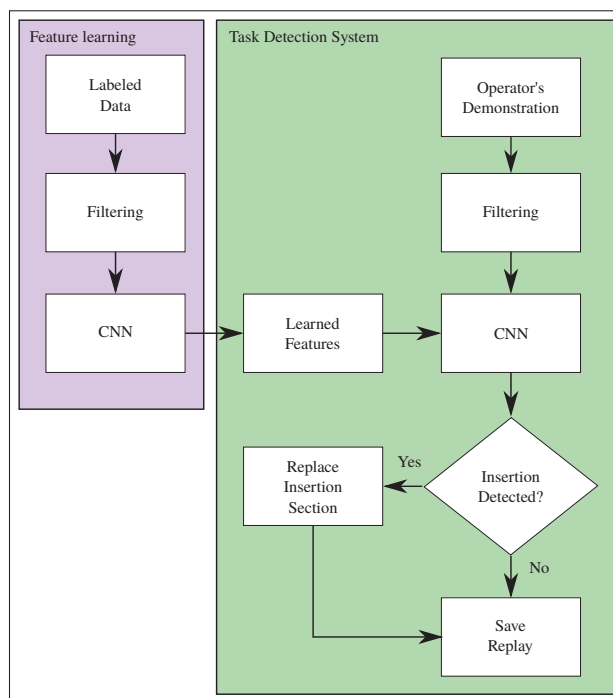 Feature learning
Labeled
Data
Filtering
CNN
Task Detection System
Operator's
Demonstration
Filtering
Learned
Features
CNN
Insertion
Detected?
Yes
Replace
Insertion
Section
No
Save
Replay